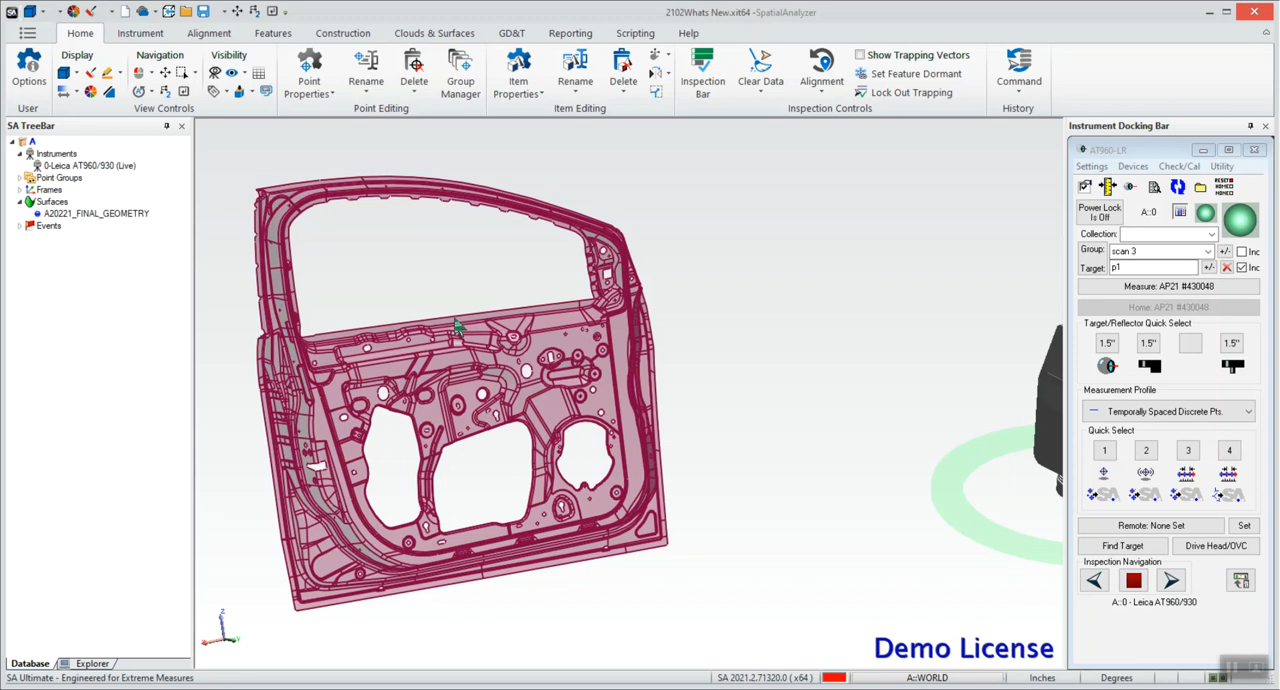 2102Whats New.xit64 - SpatialAnalyzer
Home Instrument Alignment Features Construction Clouds & Surfaces GD&T Reporting Scripting Help
Display Navigation Visibility
Options Point Properties Rename Delete Group Manager Item Properties Rename Delete Inspection Bar Clear Data Alignment Command
Show Trapping Vectors
Set Feature Dormant
Lock Out Trapping
User View Controls Point Editing Item Editing Inspection Controls History
SA TreeBar
A
Instruments
0-Leica AT960/930 (Live)
Point Groups
Frames
Surfaces
A20221_FINAL_GEOMETRY
Events
Database Explorer
Demo License
Instrument Docking Bar
AT960-LR
Settings Devices Check/Cal Utility
RESET HOME
Power Lock Is Off A::0
Collection:
Group: scan 3 +/- Inc
Target: p1 +/- Inc
Measure: AP21 #430048
Home: AP21 #430048
Target/Reflector Quick Select
1.5" 1.5" 1.5"
Measurement Profile
Temporally Spaced Discrete Pts.
Quick Select
1 2 3 4
SA SA SA SA
Remote: None Set Set
Find Target Drive Head/OVC
Inspection Navigation
A::0 - Leica AT960/930
SA Ultimate - Engineered for Extreme Measures SA 2021.2.71320.0 ( x64 ) A::WORLD Inches Degrees